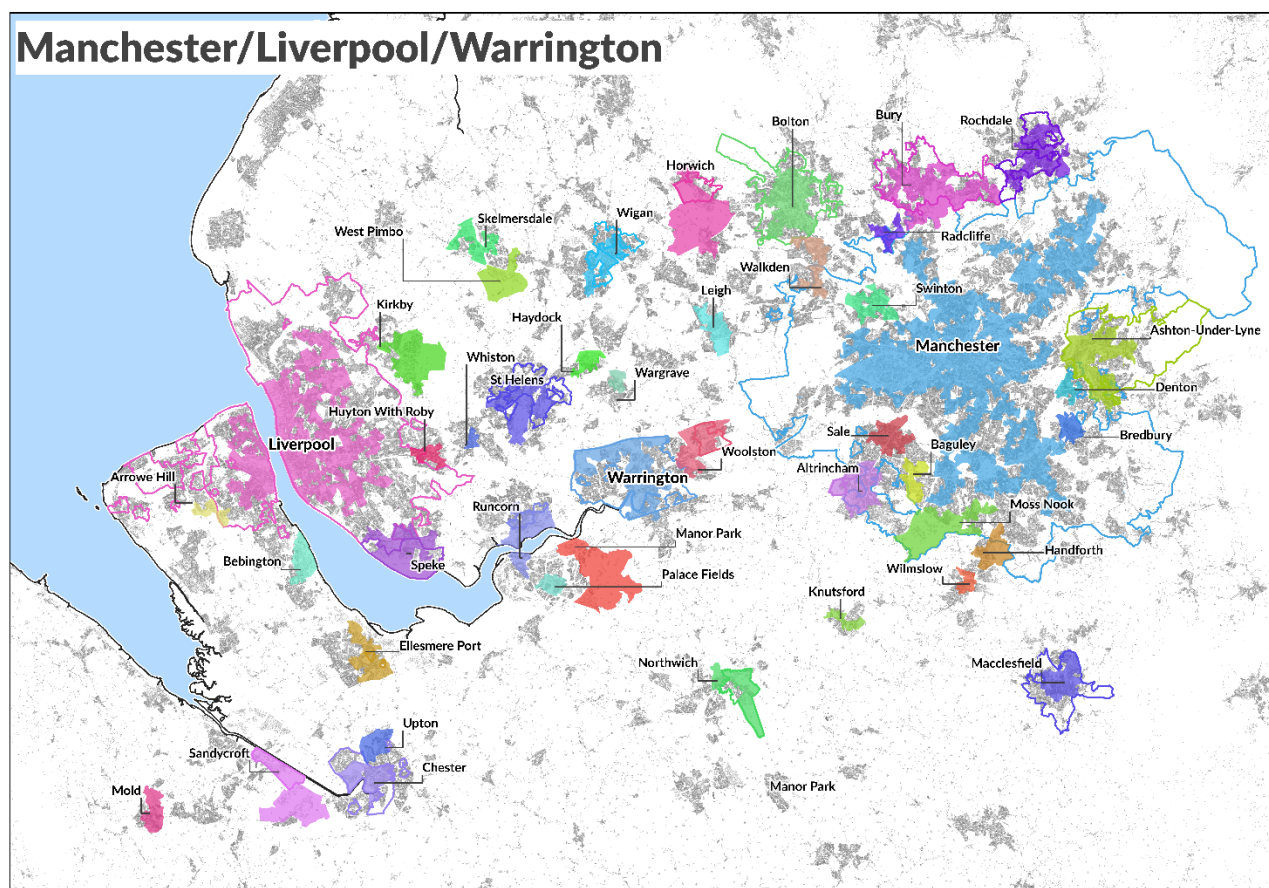 Manchester/Liverpool/Warrington
Bolton
Bury
Rochdale
Horwich
Skelmersdale
Wigan
West Pimbo
Radcliffe
Walkden
Leigh
Swinton
Kirkby
Haydock
Ashton-Under-Lyne
Manchester
Whiston
Wargrave
St Helens
Denton
Huyton With Roby
Sale
Bredbury
Liverpool
Baguley
Woolston
Altrincham
Arrowe Hill
Warrington
Runcorn
Moss Nook
Manor Park
Handforth
Bebington
Speke
Wilmslow
Palace Fields
Knutsford
Ellesmere Port
Northwich
Macclesfield
Upton
Sandycroft
Chester
Mold
Manor Park